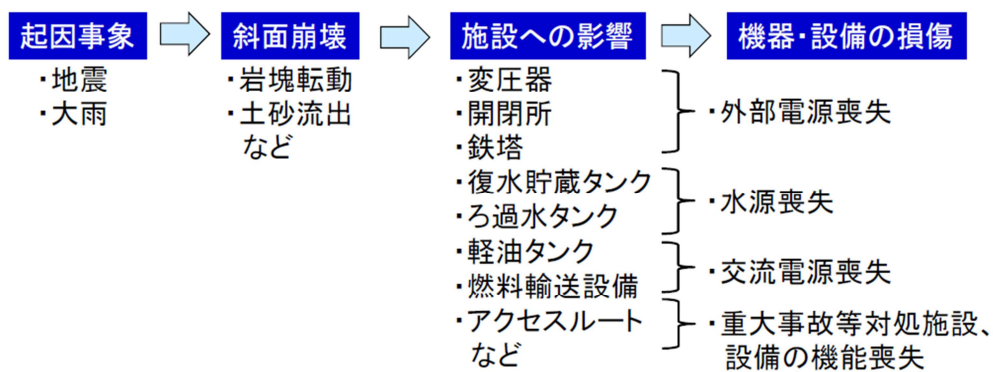 起因事象
・地震
・大雨
斜面崩壊
・岩塊転動
・土砂流出
など
施設への影響
・変圧器
・開閉所
・鉄塔
・復水貯蔵タンク
・ろ過水タンク
・軽油タンク
・燃料輸送設備
・アクセスルート
など
機器・設備の損傷
・外部電源喪失
・水源喪失
・交流電源喪失
・重大事故等対処施設、
設備の機能喪失